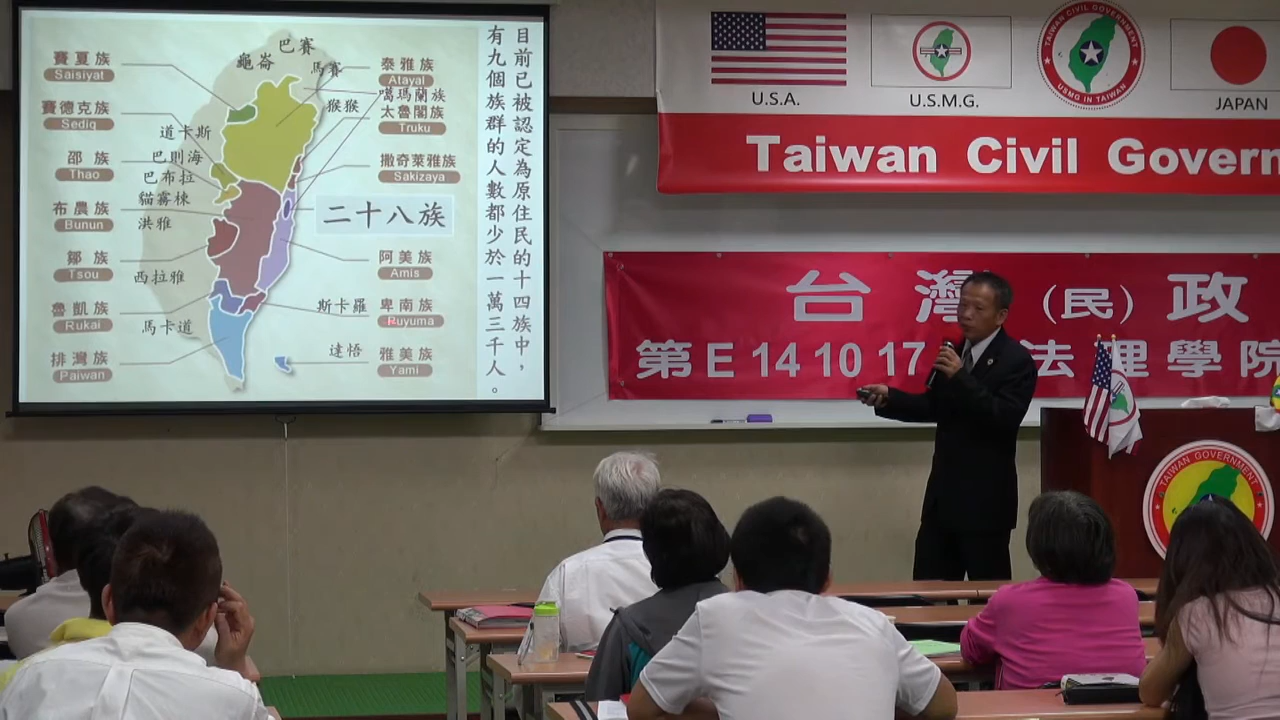 目前已被認定為原住民的十四族中，
有九個族群的人數都少於一萬三千人。
巴賽
龜崙
馬賽
賽夏族
Saisiyat
泰雅族
Atayal
噶瑪蘭族
賽德克族
Sediq
猴猴
太魯閣族
Truku
道卡斯
邵族
Thao
巴則海
撒奇萊雅族
Sakizaya
巴布拉
貓霧棟
布農族
Bunun
洪雅
二十八族
鄒族
Tsou
阿美族
Amis
西拉雅
魯凱族
Rukai
斯卡羅
卑南族
Puyuma
馬卡道
排灣族
Paiwan
達悟
雅美族
Yami
U.S.A.
U.S.M.G.
TAIWAN CIVIL GOVERNMENT
USMG IN TAIWAN
JAPAN
Taiwan Civil Govern
台灣(民)政
第E 14 10 17 法理學院
TAIWAN GOVERNMENT